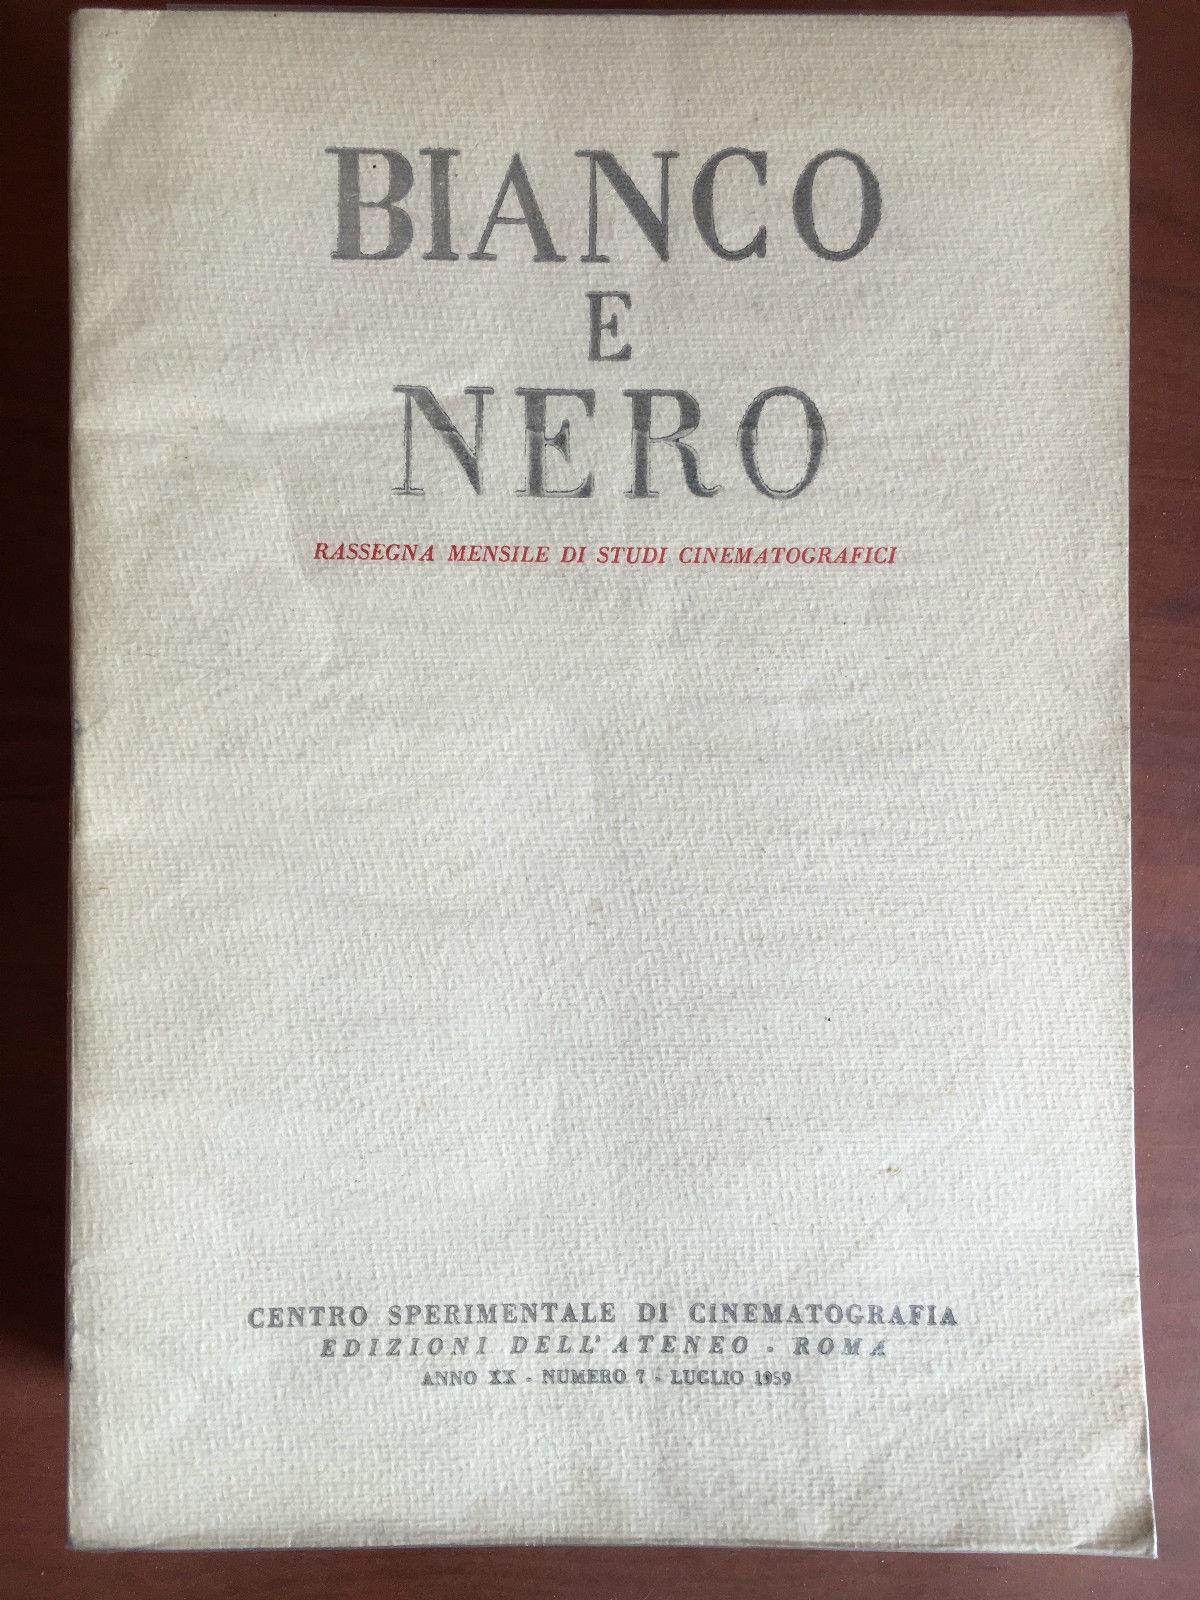 BIANCO
E
NERO
RASSEGNA MENSILE DI STUDI CINEMATOGRAFICI
CENTRO SPERIMENTALE DI CINEMATOGRAFIA
EDIZIONI DELL'ATENEO - ROMA
ANNO XX - NUMERO 7 - LUGLIO 1959